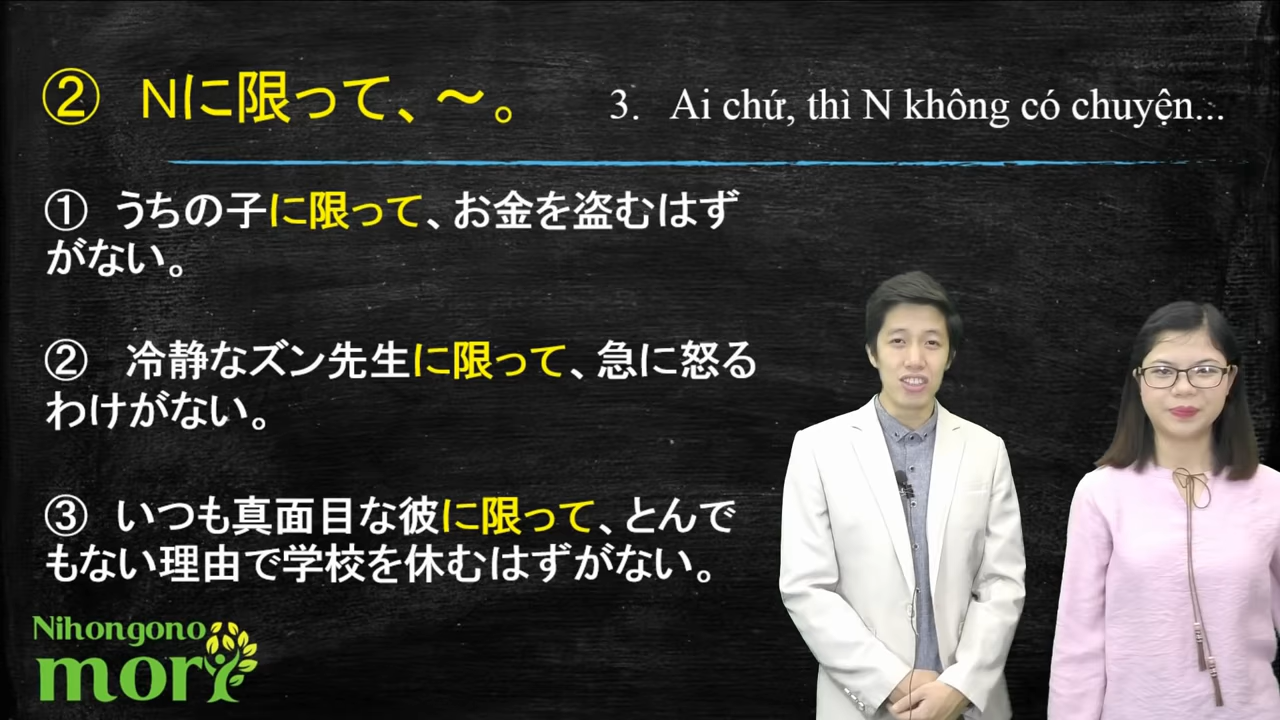 ② Nに限って、～。
3. Ai chứ, thì N không có chuyện...
① うちの子に限って、お金を盗むはず
がない。
② 冷静なズン先生に限って、急に怒る
わけがない。
③ いつも真面目な彼に限って、とんで
もない理由で学校を休むはずがない。
Nihongono
mori